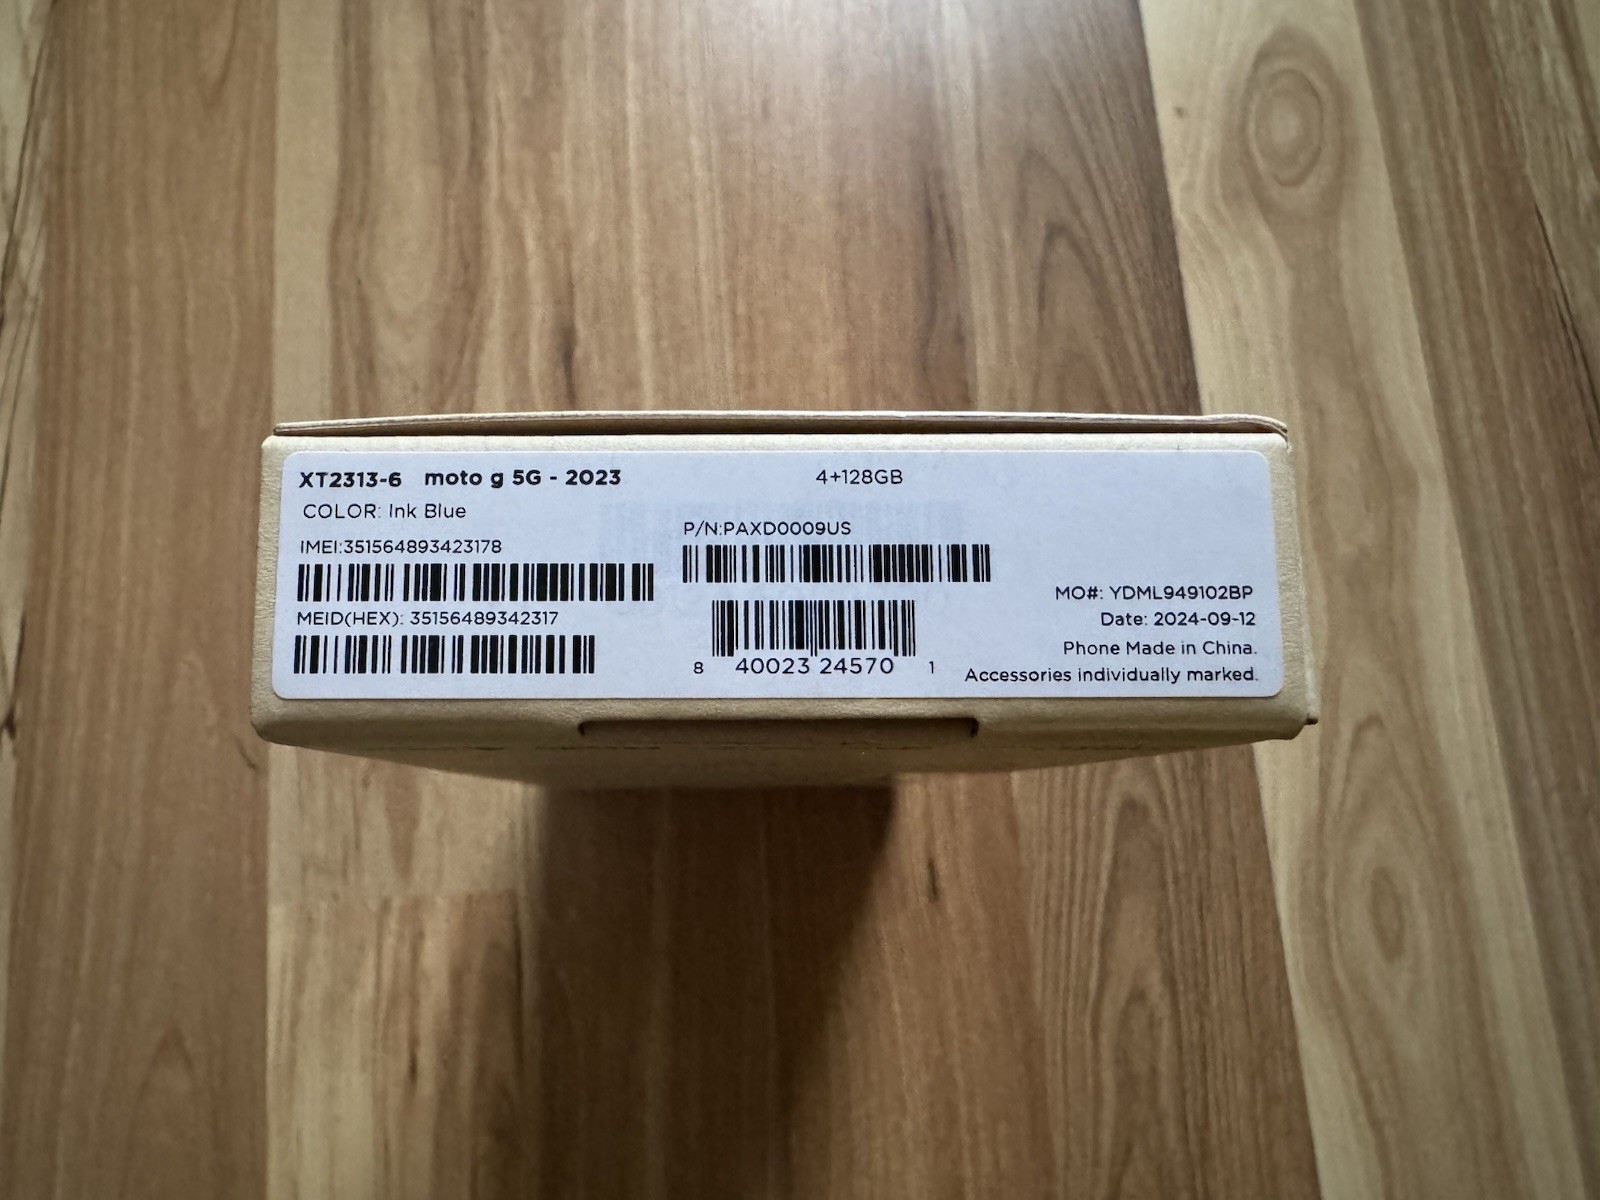 XT2313-6 moto g 5G - 2023 4+128GB
COLOR: Ink Blue
IMEI:351564893423178
MEID(HEX): 35156489342317
P/N:PAXD0009US
8 40023 24570 1
MO#: YDML949102BP
Date: 2024-09-12
Phone Made in China.
Accessories individually marked.